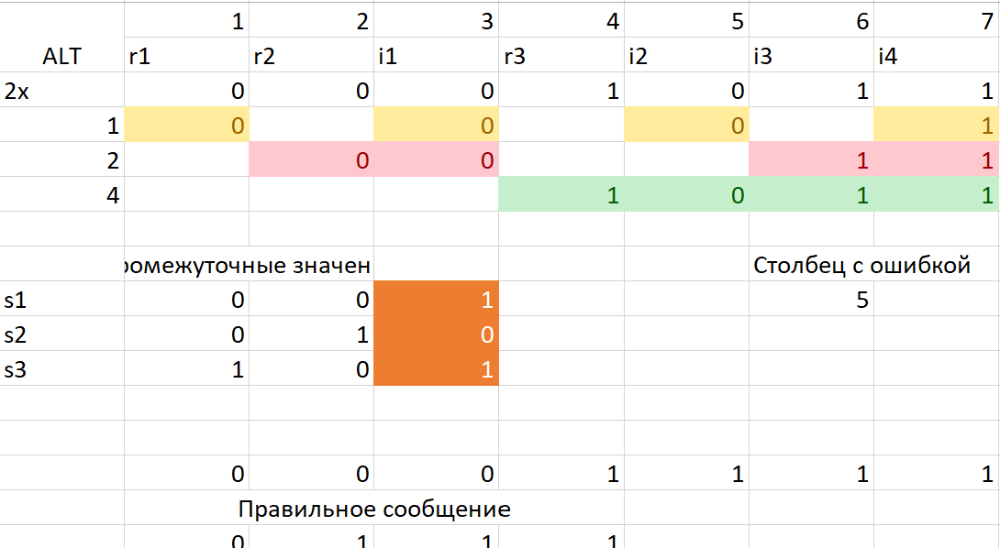 1 2 3 4 5 6 7
ALT r1 r2 i1 r3 i2 i3 i4
2x 0 0 0 1 0 1 1
1 0 0 0 1
2 0 0 1 1
4 1 0 1 1
ромежуточные значен Столбец с ошибкой
s1 0 0 1 5
s2 0 1 0
s3 1 0 1
0 0 0 1 1 1 1
Правильное сообщение
0 1 1 1